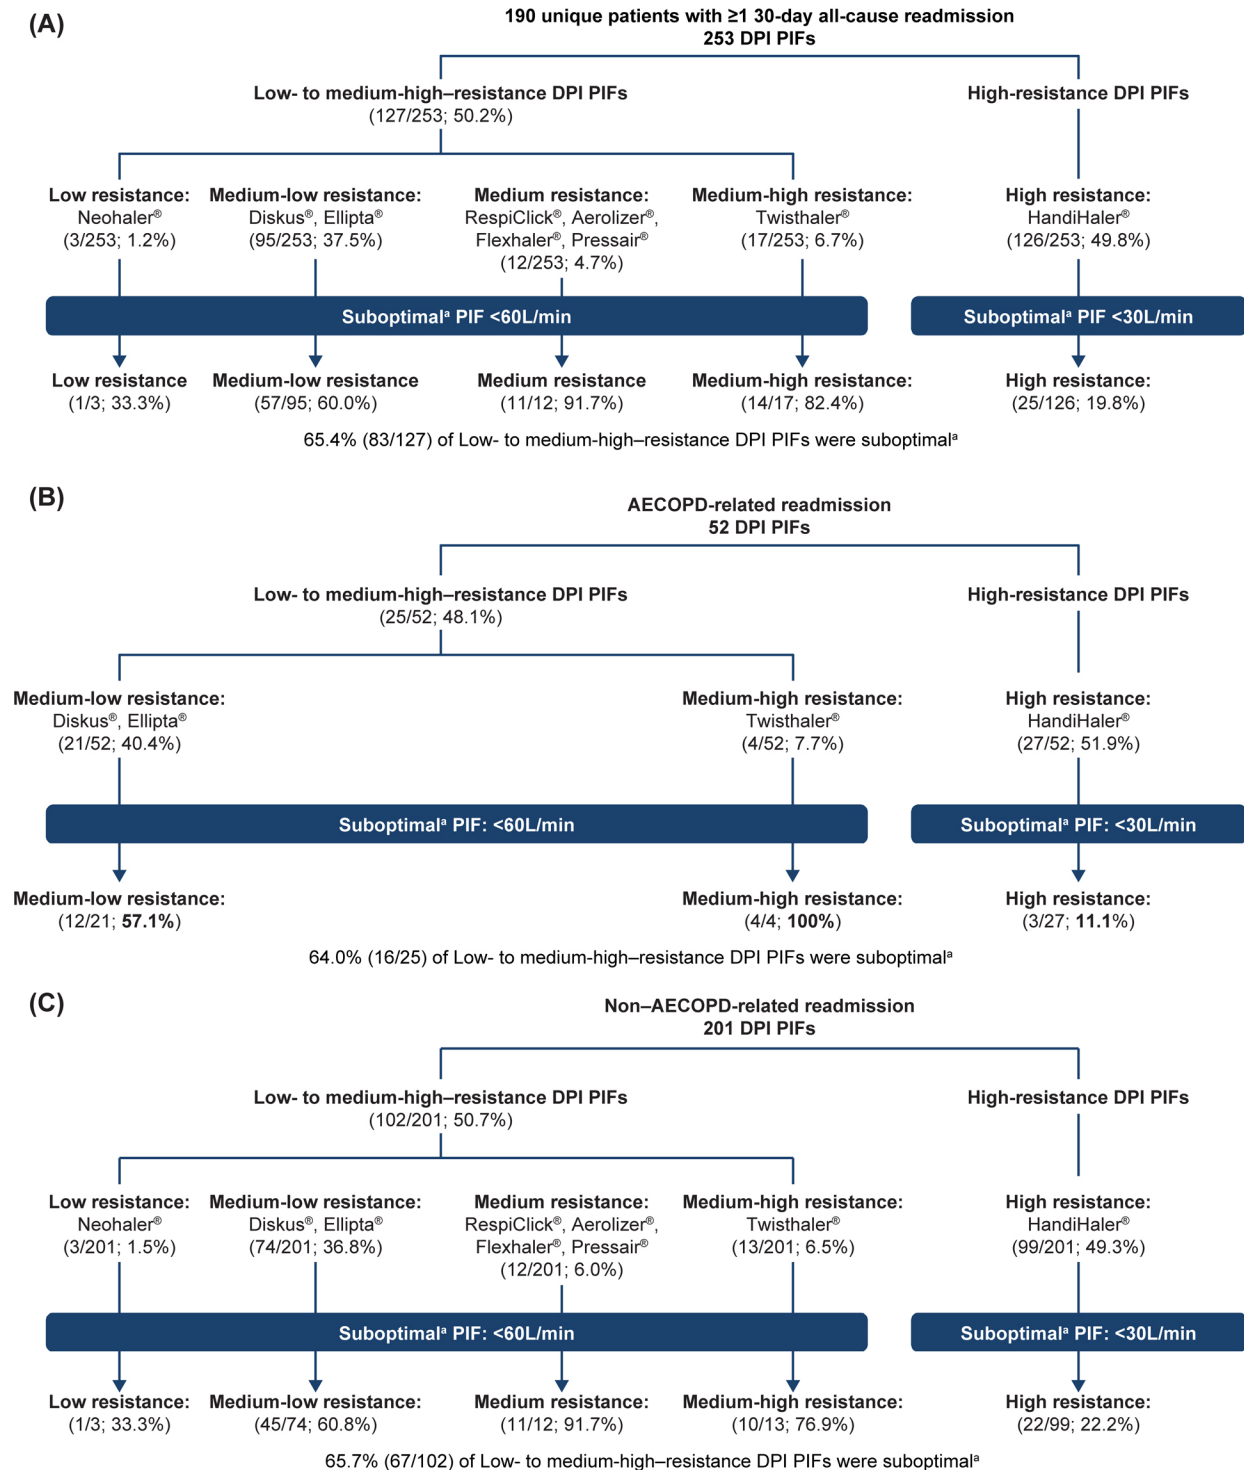 (A)
190 unique patients with ≥1 30-day all-cause readmission
253 DPI PIFs
Low- to medium-high–resistance DPI PIFs
(127/253; 50.2%)
High-resistance DPI PIFs
Low resistance:
Neohaler®
(3/253; 1.2%)
Medium-low resistance:
Diskus®, Ellipta®
(95/253; 37.5%)
Medium resistance:
RespiClick®, Aerolizer®,
Flexhaler®, Pressair®
(12/253; 4.7%)
Medium-high resistance:
Twisthaler®
(17/253; 6.7%)
High resistance:
HandiHaler®
(126/253; 49.8%)
Suboptimalᵃ PIF <60L/min
Suboptimalᵃ PIF <30L/min
Low resistance
(1/3; 33.3%)
Medium-low resistance
(57/95; 60.0%)
Medium resistance
(11/12; 91.7%)
Medium-high resistance:
(14/17; 82.4%)
High resistance:
(25/126; 19.8%)
65.4% (83/127) of Low- to medium-high–resistance DPI PIFs were suboptimalᵃ
(B)
AECOPD-related readmission
52 DPI PIFs
Low- to medium-high–resistance DPI PIFs
(25/52; 48.1%)
High-resistance DPI PIFs
Medium-low resistance:
Diskus®, Ellipta®
(21/52; 40.4%)
Medium-high resistance:
Twisthaler®
(4/52; 7.7%)
High resistance:
HandiHaler®
(27/52; 51.9%)
Suboptimalᵃ PIF: <60L/min
Suboptimalᵃ PIF: <30L/min
Medium-low resistance:
(12/21; 57.1%)
Medium-high resistance:
(4/4; 100%)
High resistance:
(3/27; 11.1%)
64.0% (16/25) of Low- to medium-high–resistance DPI PIFs were suboptimalᵃ
(C)
Non–AECOPD-related readmission
201 DPI PIFs
Low- to medium-high–resistance DPI PIFs
(102/201; 50.7%)
High-resistance DPI PIFs
Low resistance:
Neohaler®
(3/201; 1.5%)
Medium-low resistance:
Diskus®, Ellipta®
(74/201; 36.8%)
Medium resistance:
RespiClick®, Aerolizer®,
Flexhaler®, Pressair®
(12/201; 6.0%)
Medium-high resistance:
Twisthaler®
(13/201; 6.5%)
High resistance:
HandiHaler®
(99/201; 49.3%)
Suboptimalᵃ PIF: <60L/min
Suboptimalᵃ PIF: <30L/min
Low resistance:
(1/3; 33.3%)
Medium-low resistance:
(45/74; 60.8%)
Medium resistance:
(11/12; 91.7%)
Medium-high resistance:
(10/13; 76.9%)
High resistance:
(22/99; 22.2%)
65.7% (67/102) of Low- to medium-high–resistance DPI PIFs were suboptimalᵃ